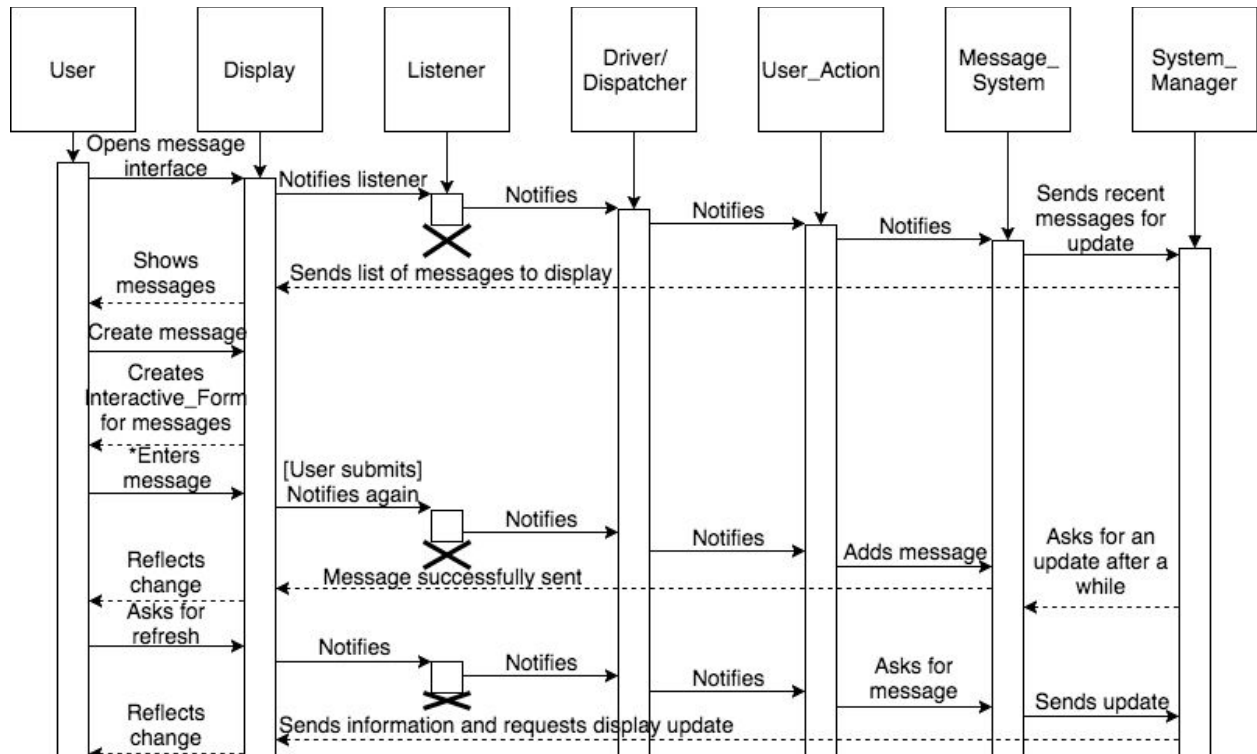 User
Display
Listener
Driver/
Dispatcher
User_Action
Message_
System
System_
Manager
Opens message
interface
Notifies listener
Notifies
Notifies
Notifies
Sends recent
messages for
update
Sends list of messages to display
Shows
messages
Create message
Creates
Interactive_Form
for messages
*Enters
message
[User submits]
Notifies again
Notifies
Notifies
Adds message
Asks for an
update after a
while
Message successfully sent
Reflects
change
Asks for
refresh
Notifies
Notifies
Notifies
Asks for
message
Sends update
Sends information and requests display update
Reflects
change